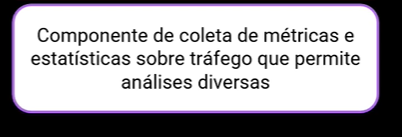 Componente de coleta de métricas e
estatísticas sobre tráfego que permite
análises diversas